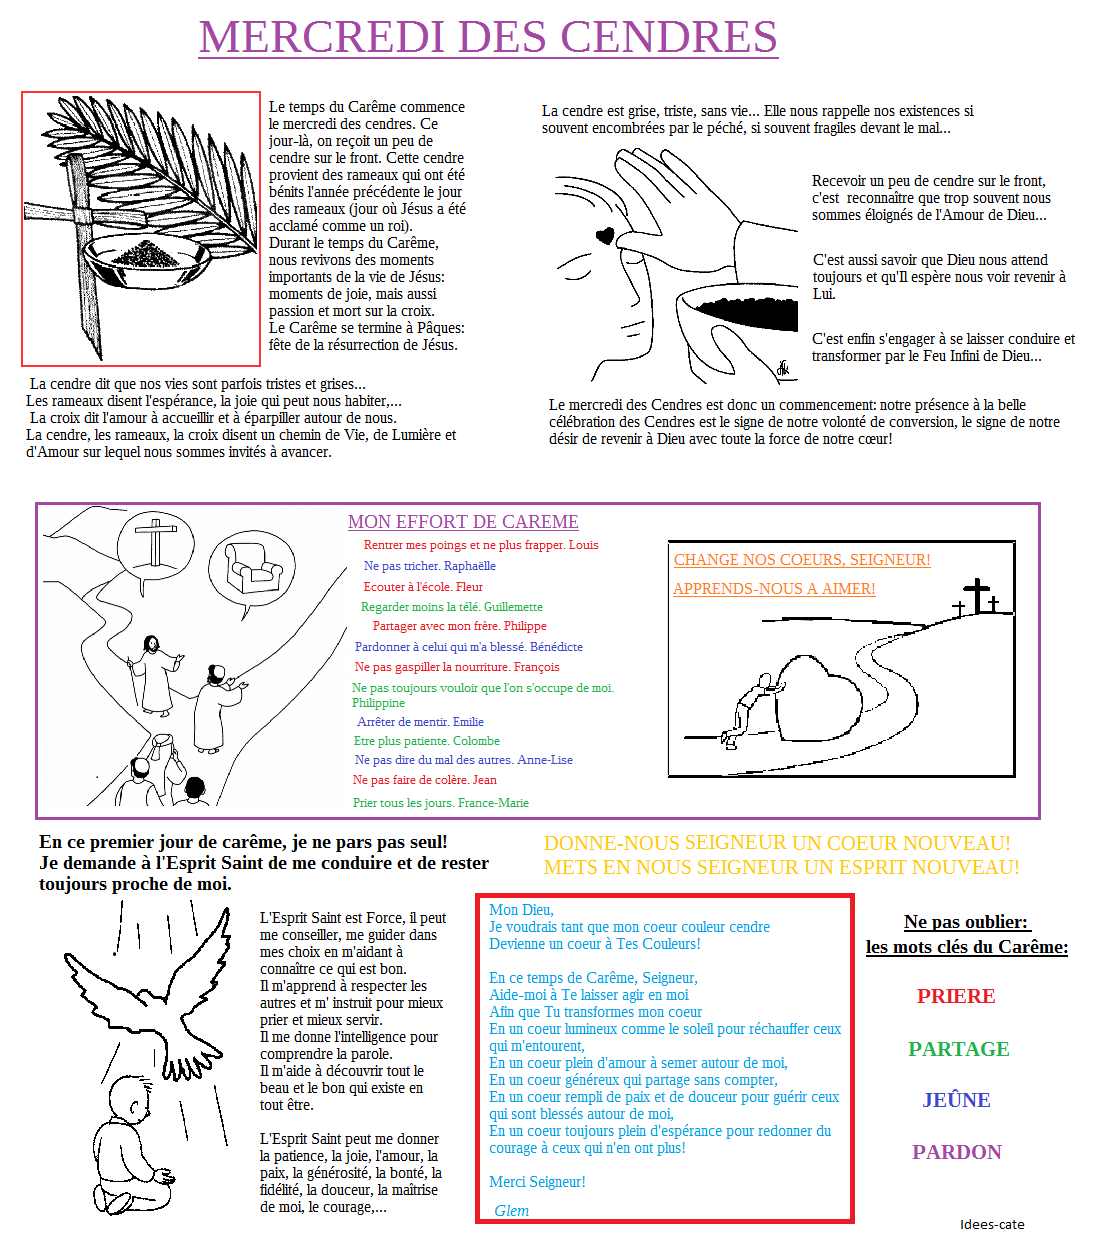 MERCREDI DES CENDRES
Le temps du Carême commence
le mercredi des cendres. Ce
jour-là, on reçoit un peu de
cendre sur le front. Cette cendre
provient des rameaux qui ont été
bénits l'année précédente le jour
des rameaux (jour où Jésus a été
acclamé comme un roi).
Durant le temps du Carême,
nous revivons des moments
importants de la vie de Jésus:
moments de joie, mais aussi
passion et mort sur la croix.
Le Carême se termine à Pâques:
fête de la résurrection de Jésus.
La cendre dit que nos vies sont parfois tristes et grises...
Les rameaux disent l'espérance, la joie qui peut nous habiter,...
La croix dit l'amour à accueillir et à éparpiller autour de nous.
La cendre, les rameaux, la croix disent un chemin de Vie, de Lumière et
d'Amour sur lequel nous sommes invités à avancer.
La cendre est grise, triste, sans vie... Elle nous rappelle nos existences si
souvent encombrées par le péché, si souvent fragiles devant le mal...
Recevoir un peu de cendre sur le front,
c'est reconnaître que trop souvent nous
sommes éloignés de l'Amour de Dieu...
C'est aussi savoir que Dieu nous attend
toujours et qu'Il espère nous voir revenir à
Lui.
C'est enfin s'engager à se laisser conduire et
transformer par le Feu Infini de Dieu...
Le mercredi des Cendres est donc un commencement: notre présence à la belle
célébration des Cendres est le signe de notre volonté de conversion, le signe de notre
désir de revenir à Dieu avec toute la force de notre cœur!
MON EFFORT DE CAREME
Rentrer mes poings et ne plus frapper. Louis
Ne pas tricher. Raphaëlle
Ecouter à l'école. Fleur
Regarder moins la télé. Guillemette
Partager avec mon frère. Philippe
Pardonner à celui qui m'a blessé. Bénédicte
Ne pas gaspiller la nourriture. François
Ne pas toujours vouloir que l'on s'occupe de moi.
Philippine
Arrêter de mentir. Emilie
Etre plus patiente. Colombe
Ne pas dire du mal des autres. Anne-Lise
Ne pas faire de colère. Jean
Prier tous les jours. France-Marie
CHANGE NOS COEURS, SEIGNEUR!
APPRENDS-NOUS A AIMER!
En ce premier jour de carême, je ne pars pas seul!
Je demande à l'Esprit Saint de me conduire et de rester
toujours proche de moi.
L'Esprit Saint est Force, il peut
me conseiller, me guider dans
mes choix en m'aidant à
connaître ce qui est bon.
Il m'apprend à respecter les
autres et m' instruit pour mieux
prier et mieux servir.
Il me donne l'intelligence pour
comprendre la parole.
Il m'aide à découvrir tout le
beau et le bon qui existe en
tout être.
L'Esprit Saint peut me donner
la patience, la joie, l'amour, la
paix, la générosité, la bonté, la
fidélité, la douceur, la maîtrise
de moi, le courage,...
DONNE-NOUS SEIGNEUR UN COEUR NOUVEAU!
METS EN NOUS SEIGNEUR UN ESPRIT NOUVEAU!
Mon Dieu,
Je voudrais tant que mon coeur couleur cendre
Devienne un coeur à Tes Couleurs!
En ce temps de Carême, Seigneur,
Aide-moi à Te laisser agir en moi
Afin que Tu transformes mon coeur
En un coeur lumineux comme le soleil pour réchauffer ceux
qui m'entourent,
En un coeur plein d'amour à semer autour de moi,
En un coeur généreux qui partage sans compter,
En un coeur rempli de paix et de douceur pour guérir ceux
qui sont blessés autour de moi,
En un coeur toujours plein d'espérance pour redonner du
courage à ceux qui n'en ont plus!
Merci Seigneur!
Glem
Ne pas oublier:
les mots clés du Carême:
PRIERE
PARTAGE
JEÛNE
PARDON
Idees-cate